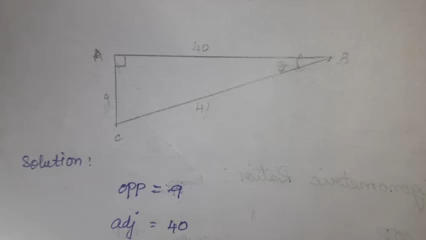 A 40 B
9
41
C
Solution:
opp = 9
adj = 40